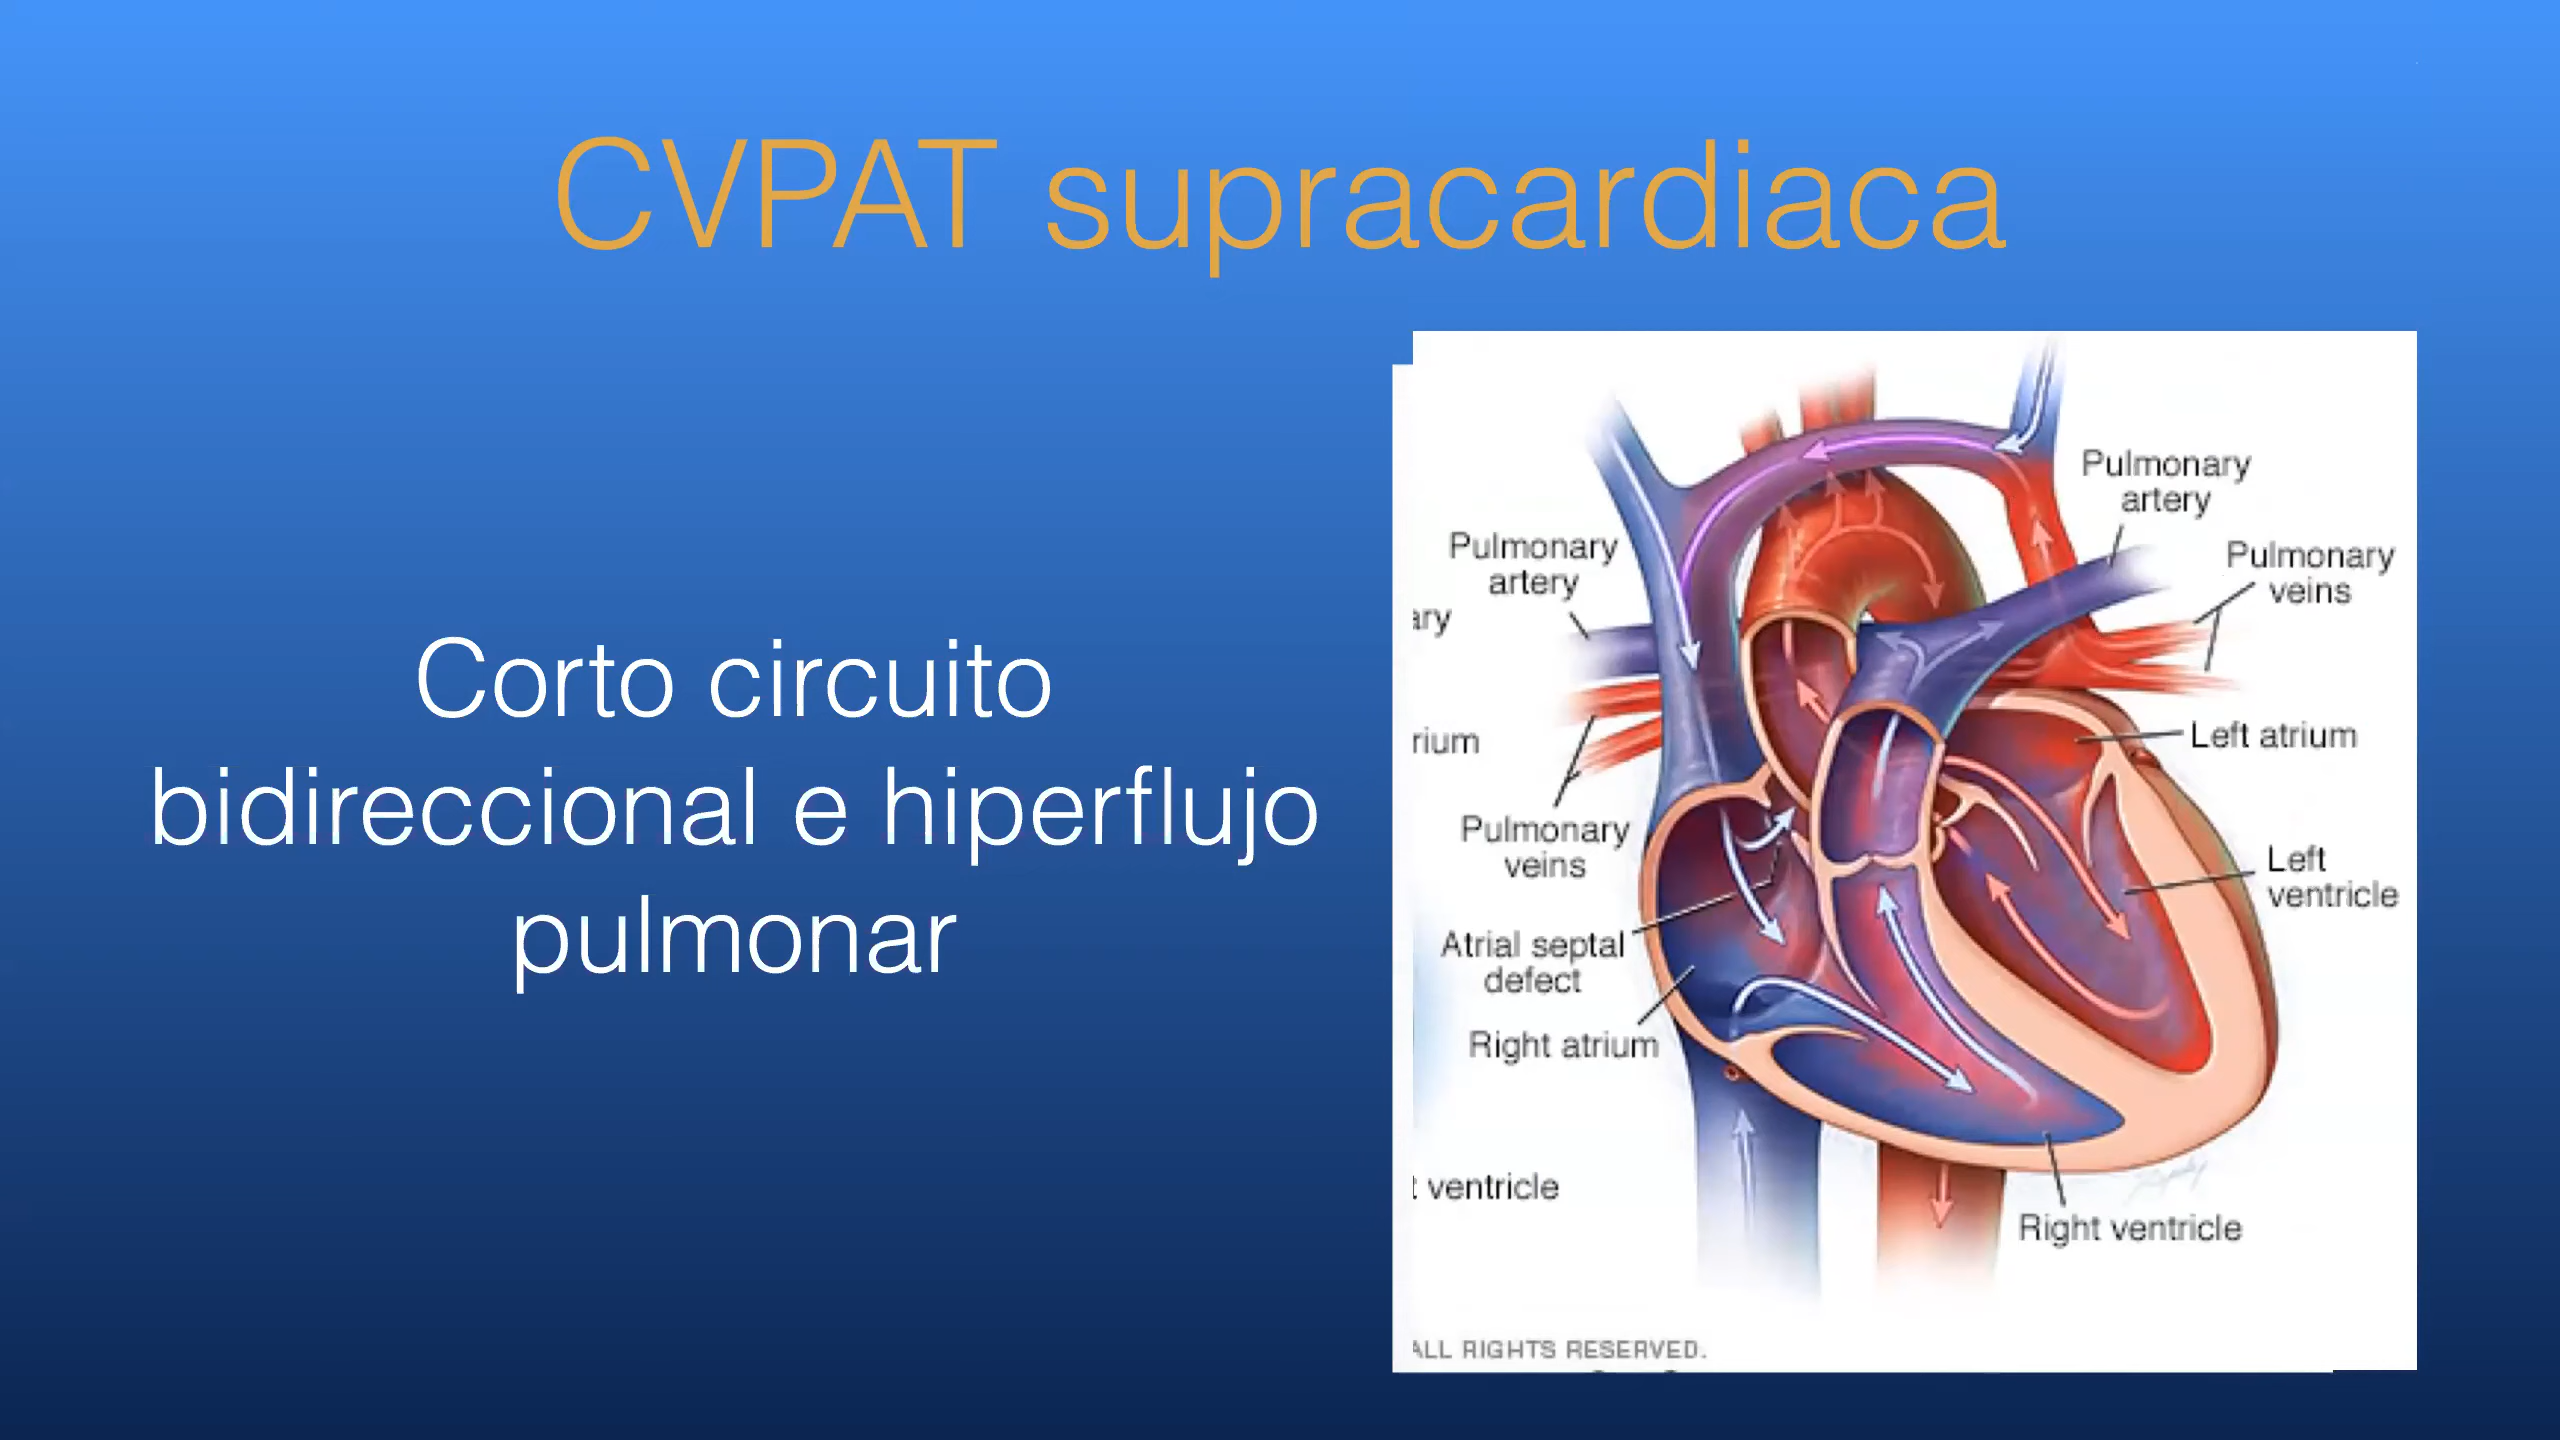 CVPAT supracardiaca
Corto circuito
bidireccional e hiperflujo
pulmonar
Pulmonary
artery
Pulmonary
veins
Pulmonary
artery
ary
rium
Left atrium
Pulmonary
veins
Left
ventricle
Atrial septal
defect
Right atrium
t ventricle
Right ventricle
ALL RIGHTS RESERVED.